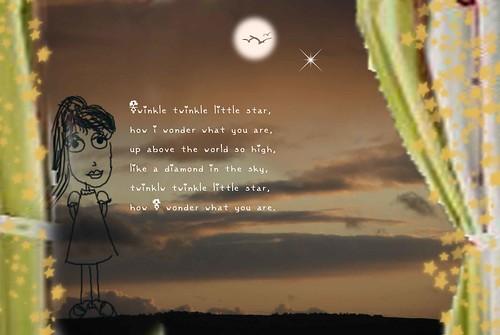 twinkle twinkle little star,
how i wonder what you are,
up above the world so high,
like a diamond in the sky,
twinklw twinkle little star,
how I wonder what you are.